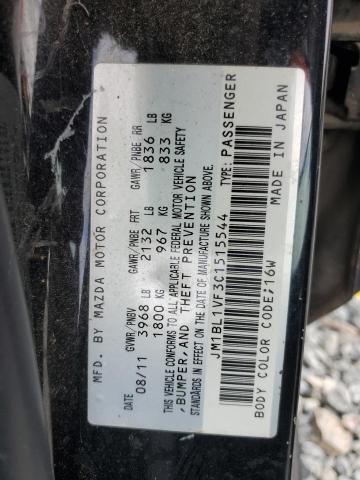 MFD. BY MAZDA MOTOR CORPORATION
GVWR/PNBV GAWR/PNBE FRT GAWR/PNBE RR
08/11 3968 LB 2132 LB 1836 LB
1800 KG 967 KG 833 KG
THIS VEHICLE CONFORMS TO ALL APPLICABLE FEDERAL MOTOR VEHICLE SAFETY
,BUMPER,AND THEFT PREVENTION
STANDARDS IN EFFECT ON THE DATE OF MANUFACTURE SHOWN ABOVE.
JM1BL1VF3C1515544 TYPE:PASSENGER
BODY COLOR CODE:16W MADE IN JAPAN